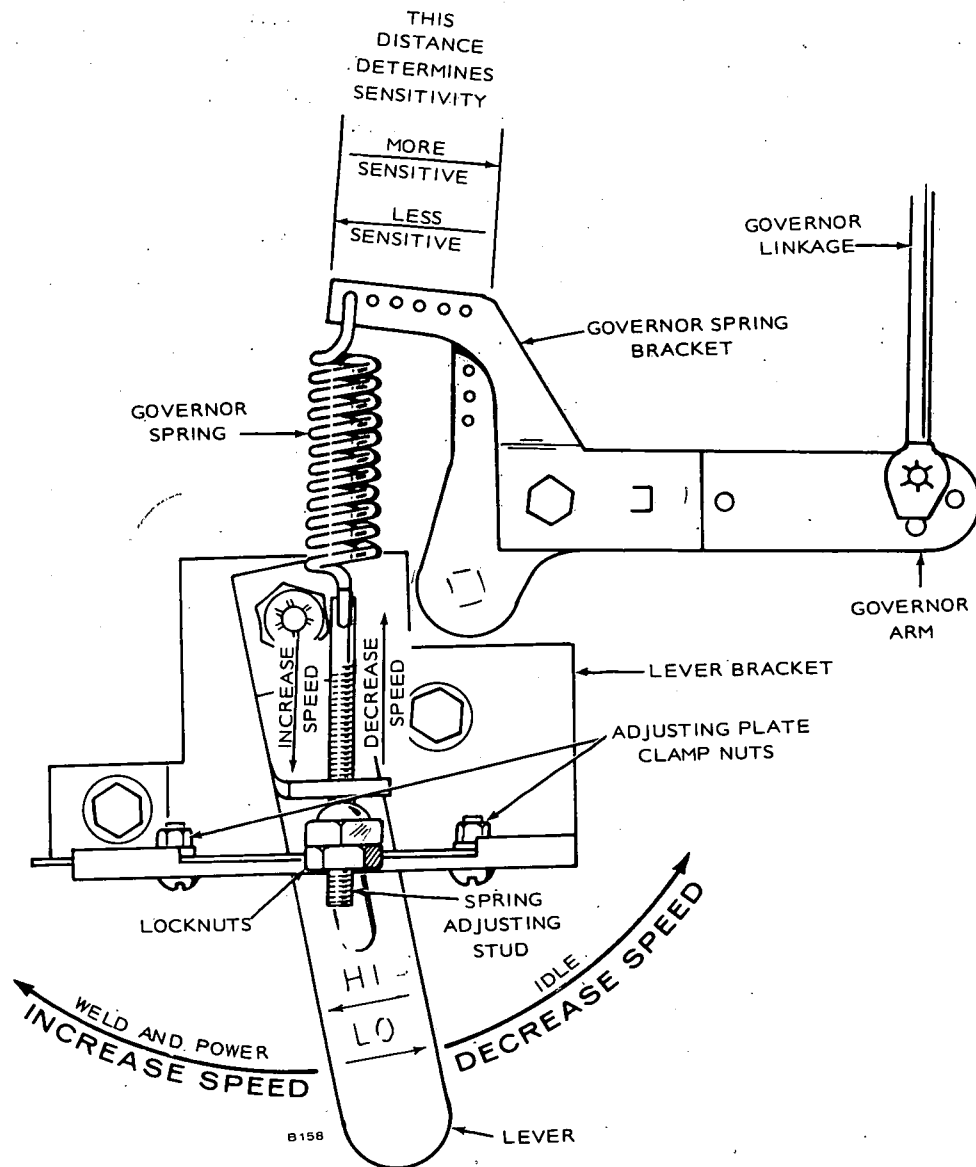 THIS
DISTANCE
DETERMINES
SENSITIVITY
MORE
SENSITIVE
LESS
SENSITIVE
GOVERNOR
LINKAGE
GOVERNOR SPRING
BRACKET
GOVERNOR
SPRING
GOVERNOR
ARM
INCREASE
SPEED
DECREASE
SPEED
LEVER BRACKET
ADJUSTING PLATE
CLAMP NUTS
LOCKNUTS
SPRING
ADJUSTING
STUD
HI
LO
IDLE
DECREASE SPEED
WELD AND POWER
INCREASE SPEED
B158
LEVER